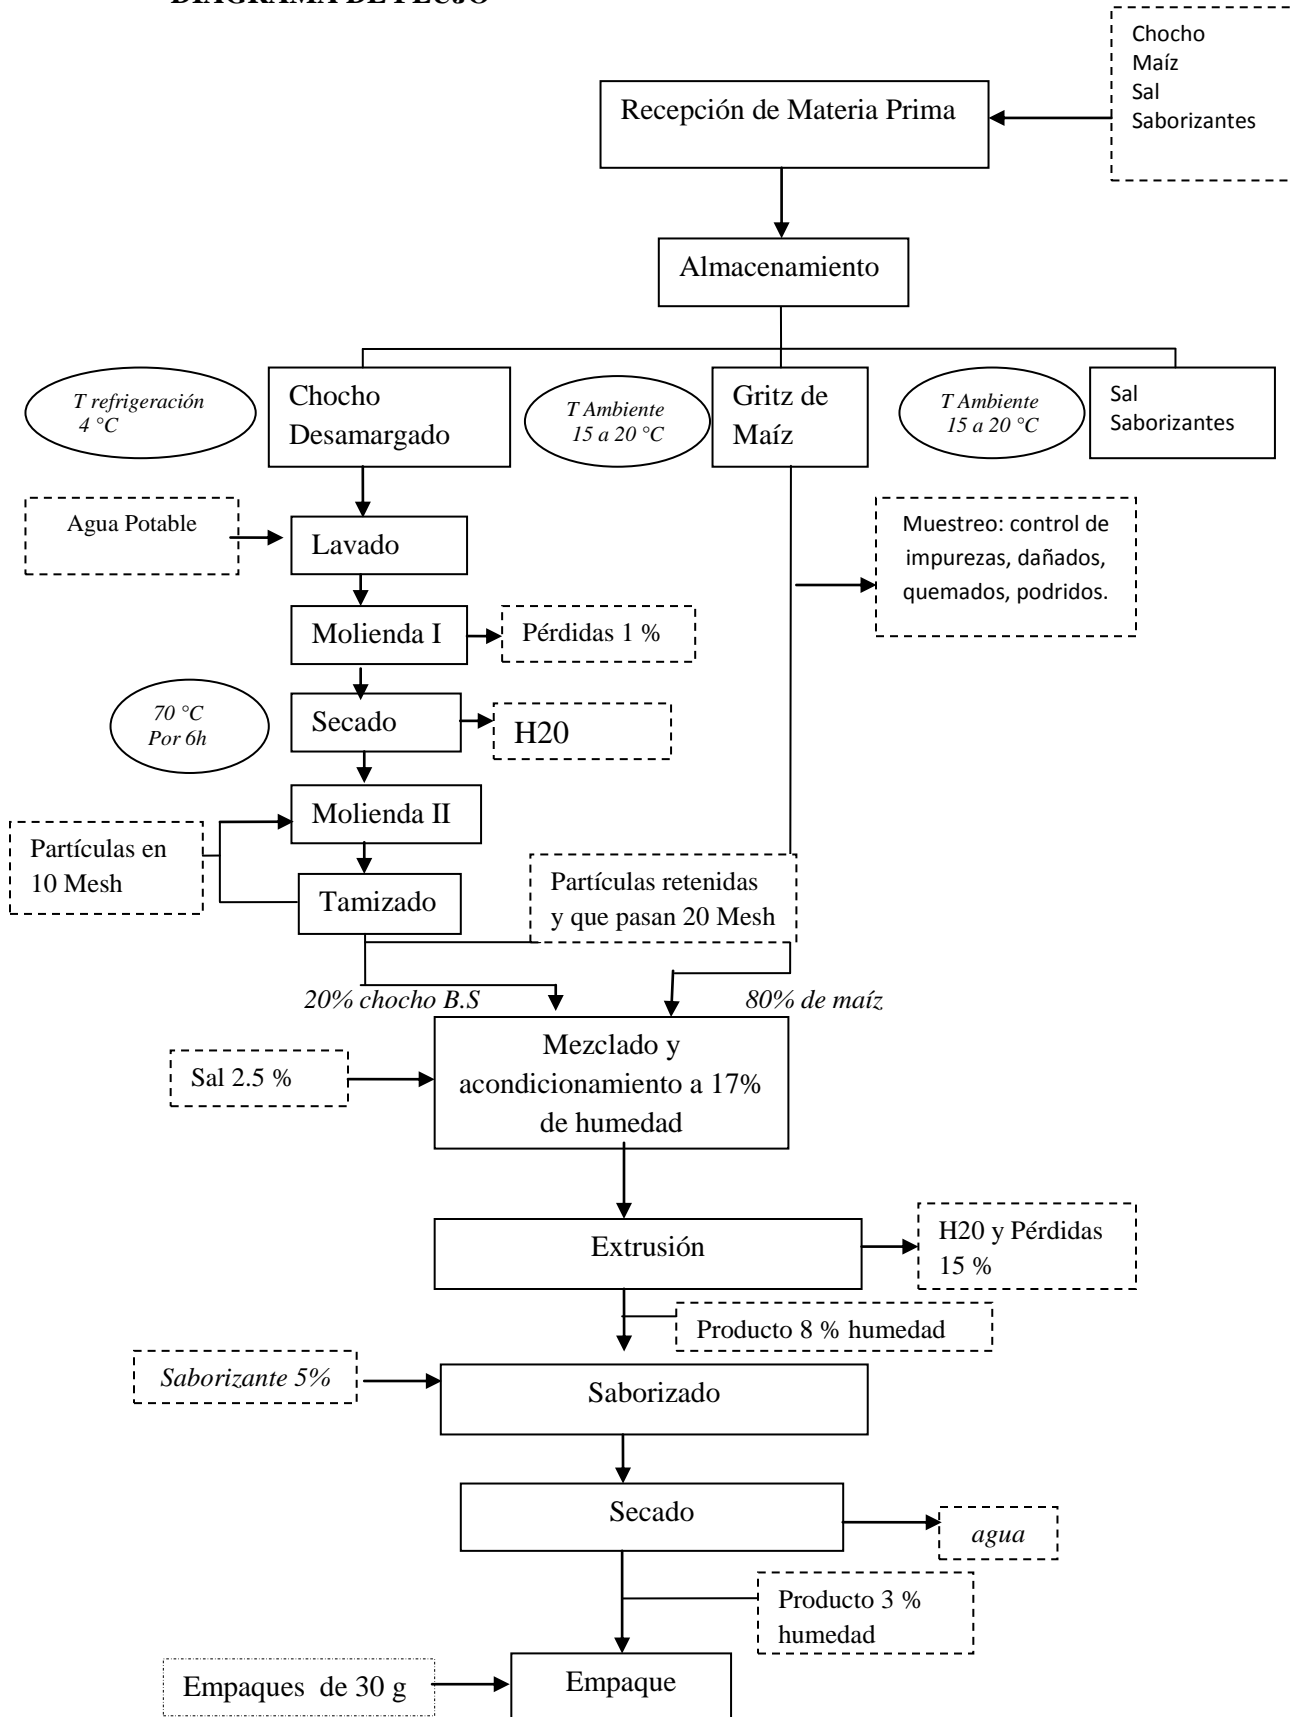 DIAGRAMA DE FLUJO
Chocho
Maíz
Sal
Saborizantes
Recepción de Materia Prima
Almacenamiento
T refrigeración
4 °C
Chocho
Desamargado
T Ambiente
15 a 20 °C
Gritz de
Maíz
T Ambiente
15 a 20 °C
Sal
Saborizantes
Agua Potable
Lavado
Muestreo: control de
impurezas, dañados,
quemados, podridos.
Molienda I
Pérdidas 1 %
70 °C
Por 6h
Secado
H20
Molienda II
Partículas en
10 Mesh
Tamizado
Partículas retenidas
y que pasan 20 Mesh
20% chocho B.S
80% de maíz
Sal 2.5 %
Mezclado y
acondicionamiento a 17%
de humedad
Extrusión
H20 y Pérdidas
15 %
Producto 8 % humedad
Saborizante 5%
Saborizado
Secado
agua
Producto 3 %
humedad
Empaques de 30 g
Empaque